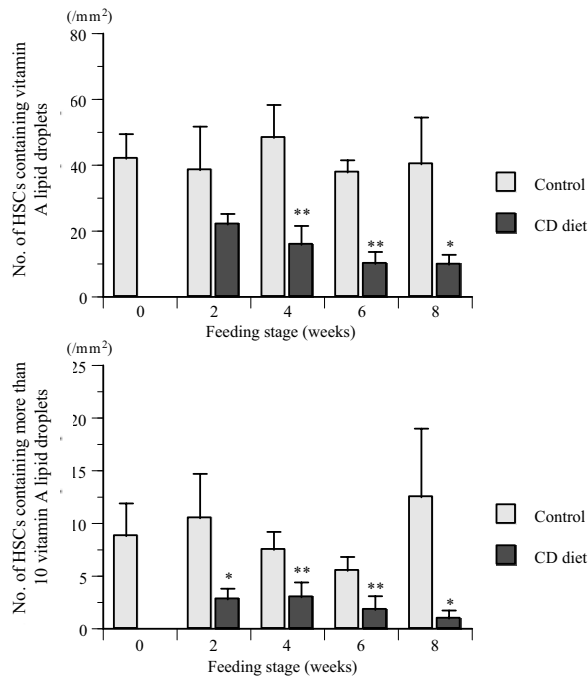 (/mm²)
No. of HSCs containing vitamin
A lipid droplets
80
60
40
20
0
**
**
*
0 2 4 6 8
Feeding stage (weeks)
Control
CD diet
(/mm²)
No. of HSCs containing more than
10 vitamin A lipid droplets
25
20
15
10
5
0
*
**
**
*
0 2 4 6 8
Feeding stage (weeks)
Control
CD diet